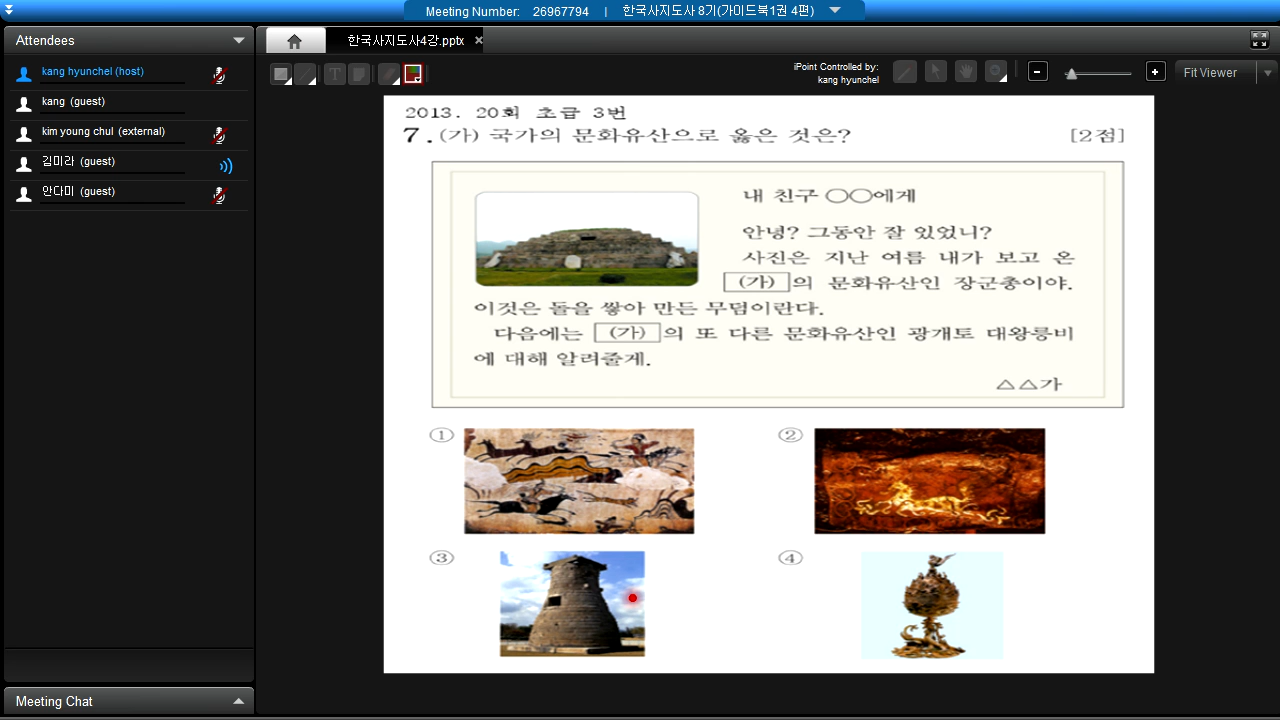 Meeting Number: 26967794 | 한국사지도사 8기(가이드북1권 4편)
Attendees
한국사지도사4강.pptx
kang hyunchel (host)
kang (guest)
kim young chul (external)
김미라 (guest)
안다미 (guest)
iPoint Controlled by:
kang hyunchel
Fit Viewer
2013. 20회 초급 3번
7. (가) 국가의 문화유산으로 옳은 것은? [2점]
내 친구 ○○에게
안녕? 그동안 잘 있었니?
사진은 지난 여름 내가 보고 온
(가)의 문화유산인 장군총이야.
이것은 돌을 쌓아 만든 무덤이란다.
다음에는 (가)의 또 다른 문화유산인 광개토 대왕릉비
에 대해 알려줄게.
△△가
①
②
③
④
Meeting Chat